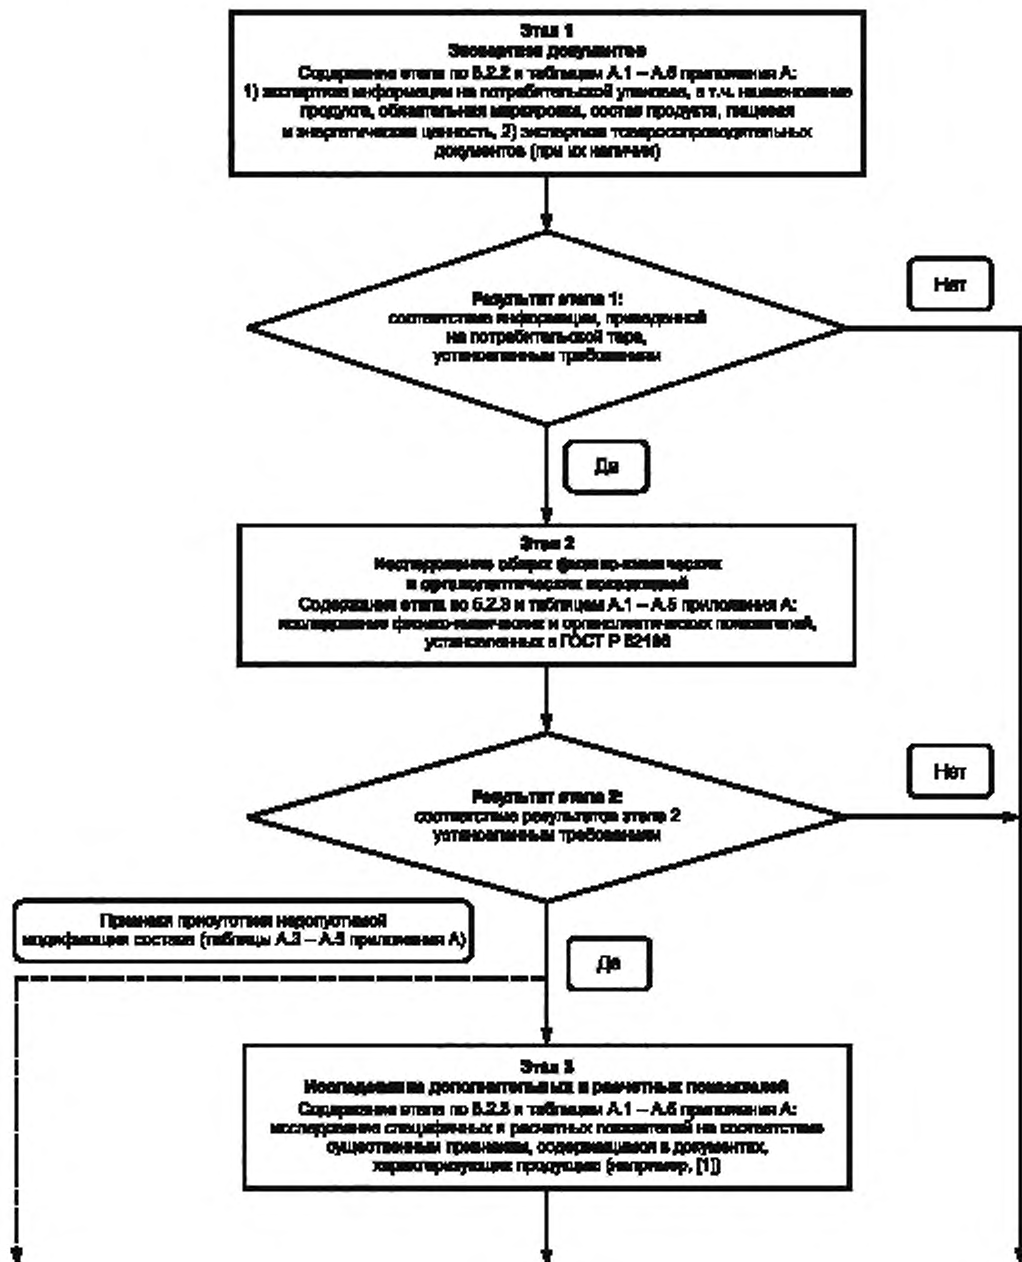 Этап 1
Экспертиза документов
Содержание этапа по 5.2.2 и таблицам А.1 – А.5 приложения А:
1) экспертиза информации на потребительской упаковке, в т.ч. наименование
продукта, обязательная маркировка, состав продукта, пищевая
и энергетическая ценность, 2) экспертиза товаросопроводительных
документов (при их наличии)
Нет
Результат этапа 1:
соответствие информации, приведенной
на потребительской таре,
установленным требованиям
Да
Этап 2
Исследование общих физико-химических
и органолептических показателей
Содержание этапа по 5.2.3 и таблицам А.1 – А.5 приложения А:
исследование физико-химических и органолептических показателей,
установленных в ГОСТ Р
Нет
Результат этапа 2:
соответствие результатов этапа 2
установленным требованиям
Признаки присутствия недопустимой
модификации состава (таблицы А.3 – А.5 приложения А)
Да
Этап 3
Исследование дополнительных и расчетных показателей
Содержание этапа по и таблицам А.1 – А.5 приложения А:
исследование специфичных и расчетных показателей на соответствие
существенным признакам, содержащимся в документах,
характеризующих продукцию (например, [1])